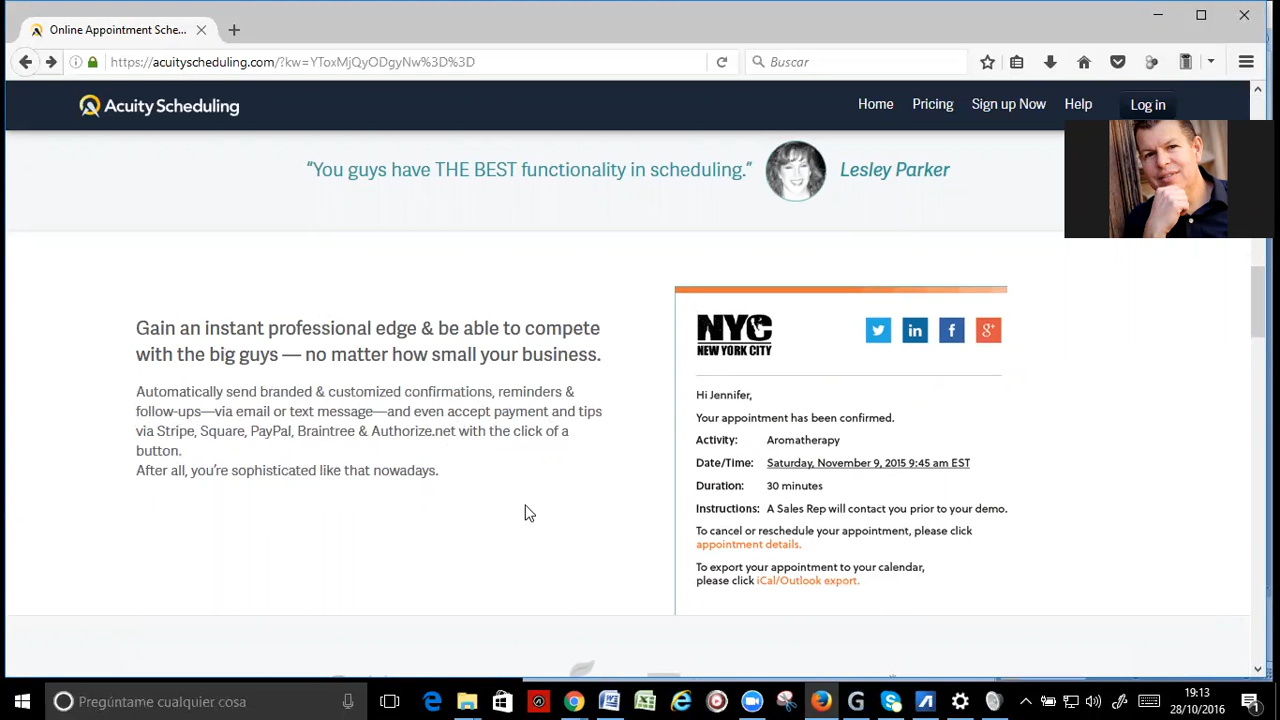 Online Appointment Sche...
https://acuityscheduling.com/?kw=YToxMjQyODgyNw%3D%3D
Buscar
Acuity Scheduling
Home
Pricing
Sign up Now
Help
Log in
“You guys have THE BEST functionality in scheduling.”
Lesley Parker
Gain an instant professional edge & be able to compete
with the big guys — no matter how small your business.
Automatically send branded & customized confirmations, reminders &
follow-ups—via email or text message—and even accept payment and tips
via Stripe, Square, PayPal, Braintree & Authorize.net with the click of a
button.
After all, you’re sophisticated like that nowadays.
NYC
NEW YORK CITY
Hi Jennifer,
Your appointment has been confirmed.
Activity: Aromatherapy
Date/Time: Saturday, November 9, 2015 9:45 am EST
Duration: 30 minutes
Instructions: A Sales Rep will contact you prior to your demo.
To cancel or reschedule your appointment, please click
appointment details.
To export your appointment to your calendar,
please click iCal/Outlook export.
Pregúntame cualquier cosa
19:13
28/10/2016